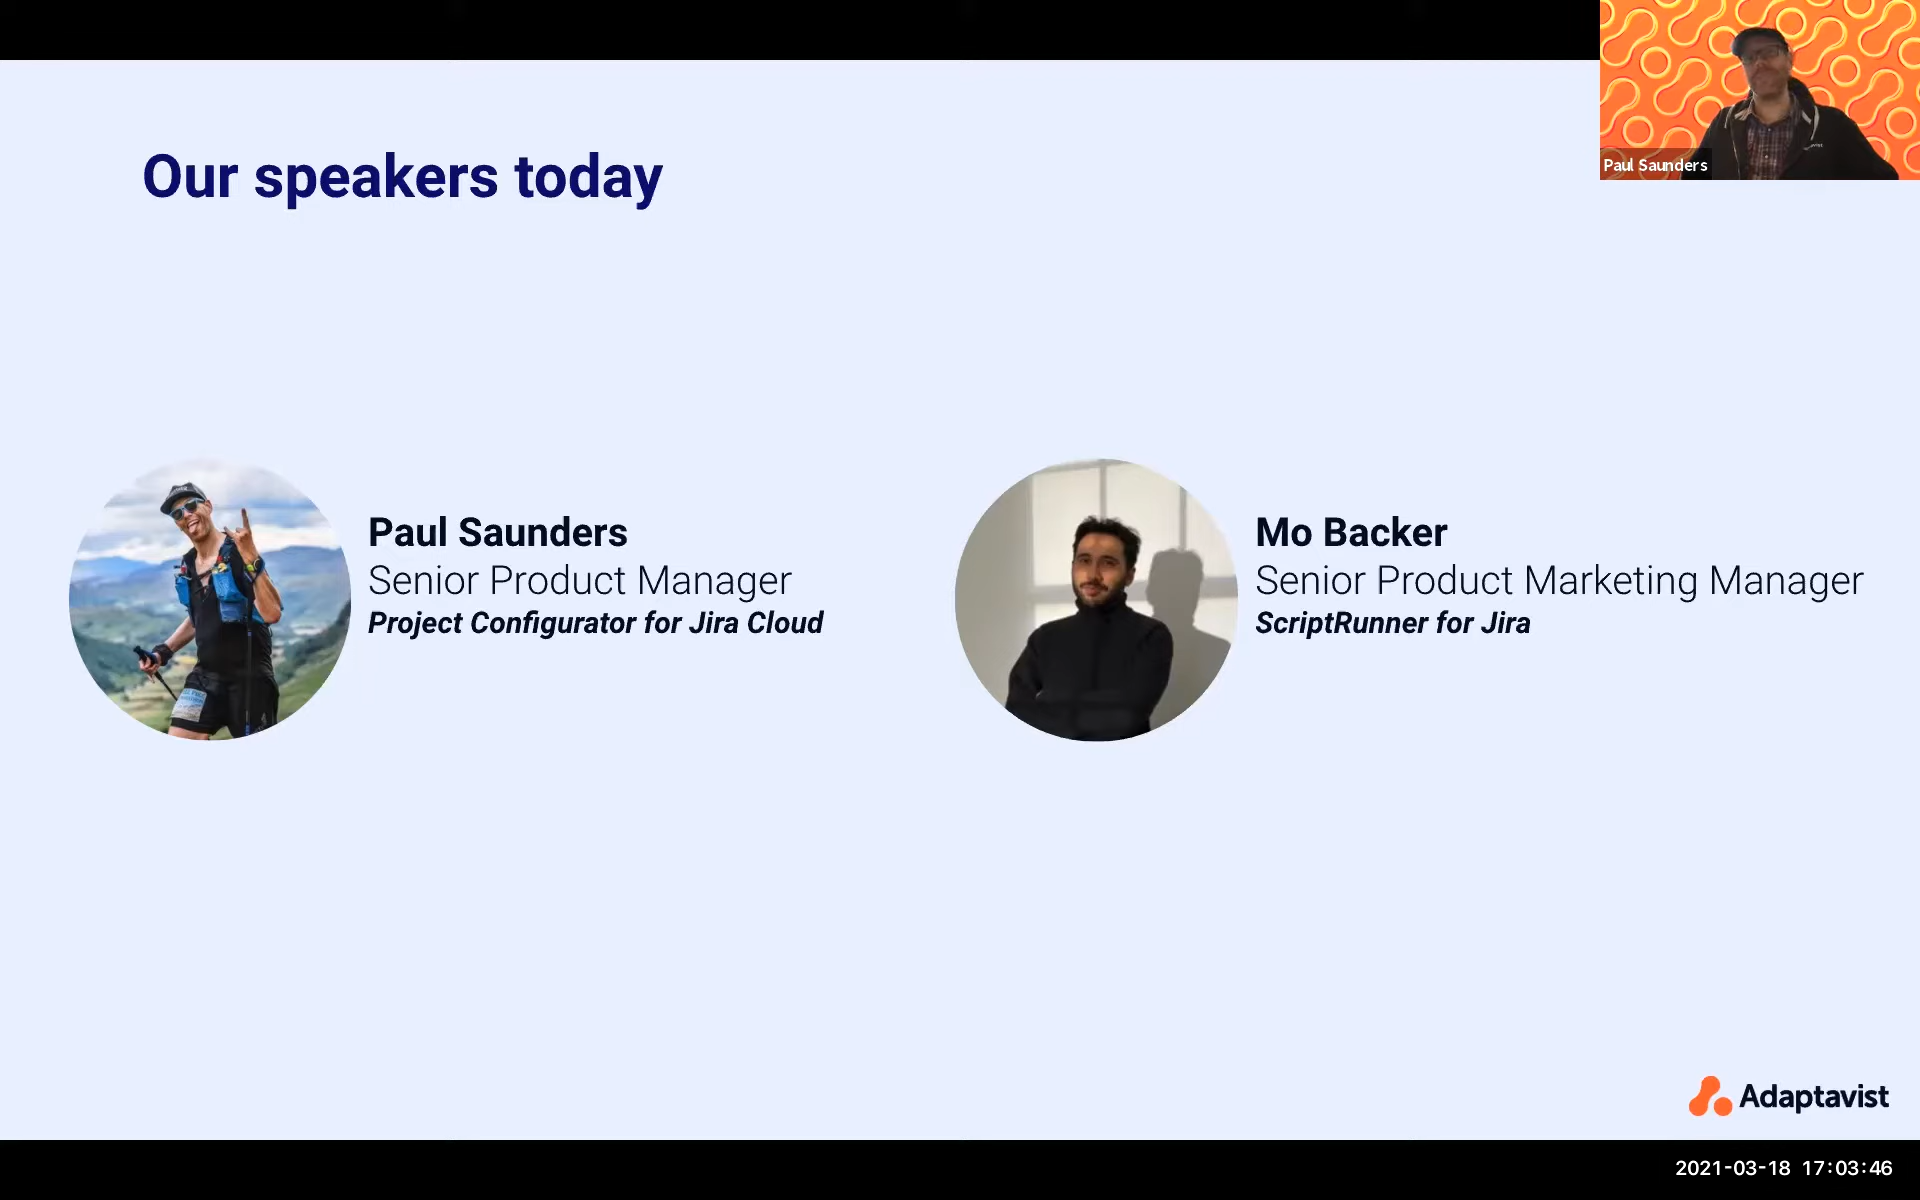 Our speakers today
Paul Saunders
Paul Saunders
Senior Product Manager
Project Configurator for Jira Cloud
Mo Backer
Senior Product Marketing Manager
ScriptRunner for Jira
Adaptavist
2021-03-18 17:03:46